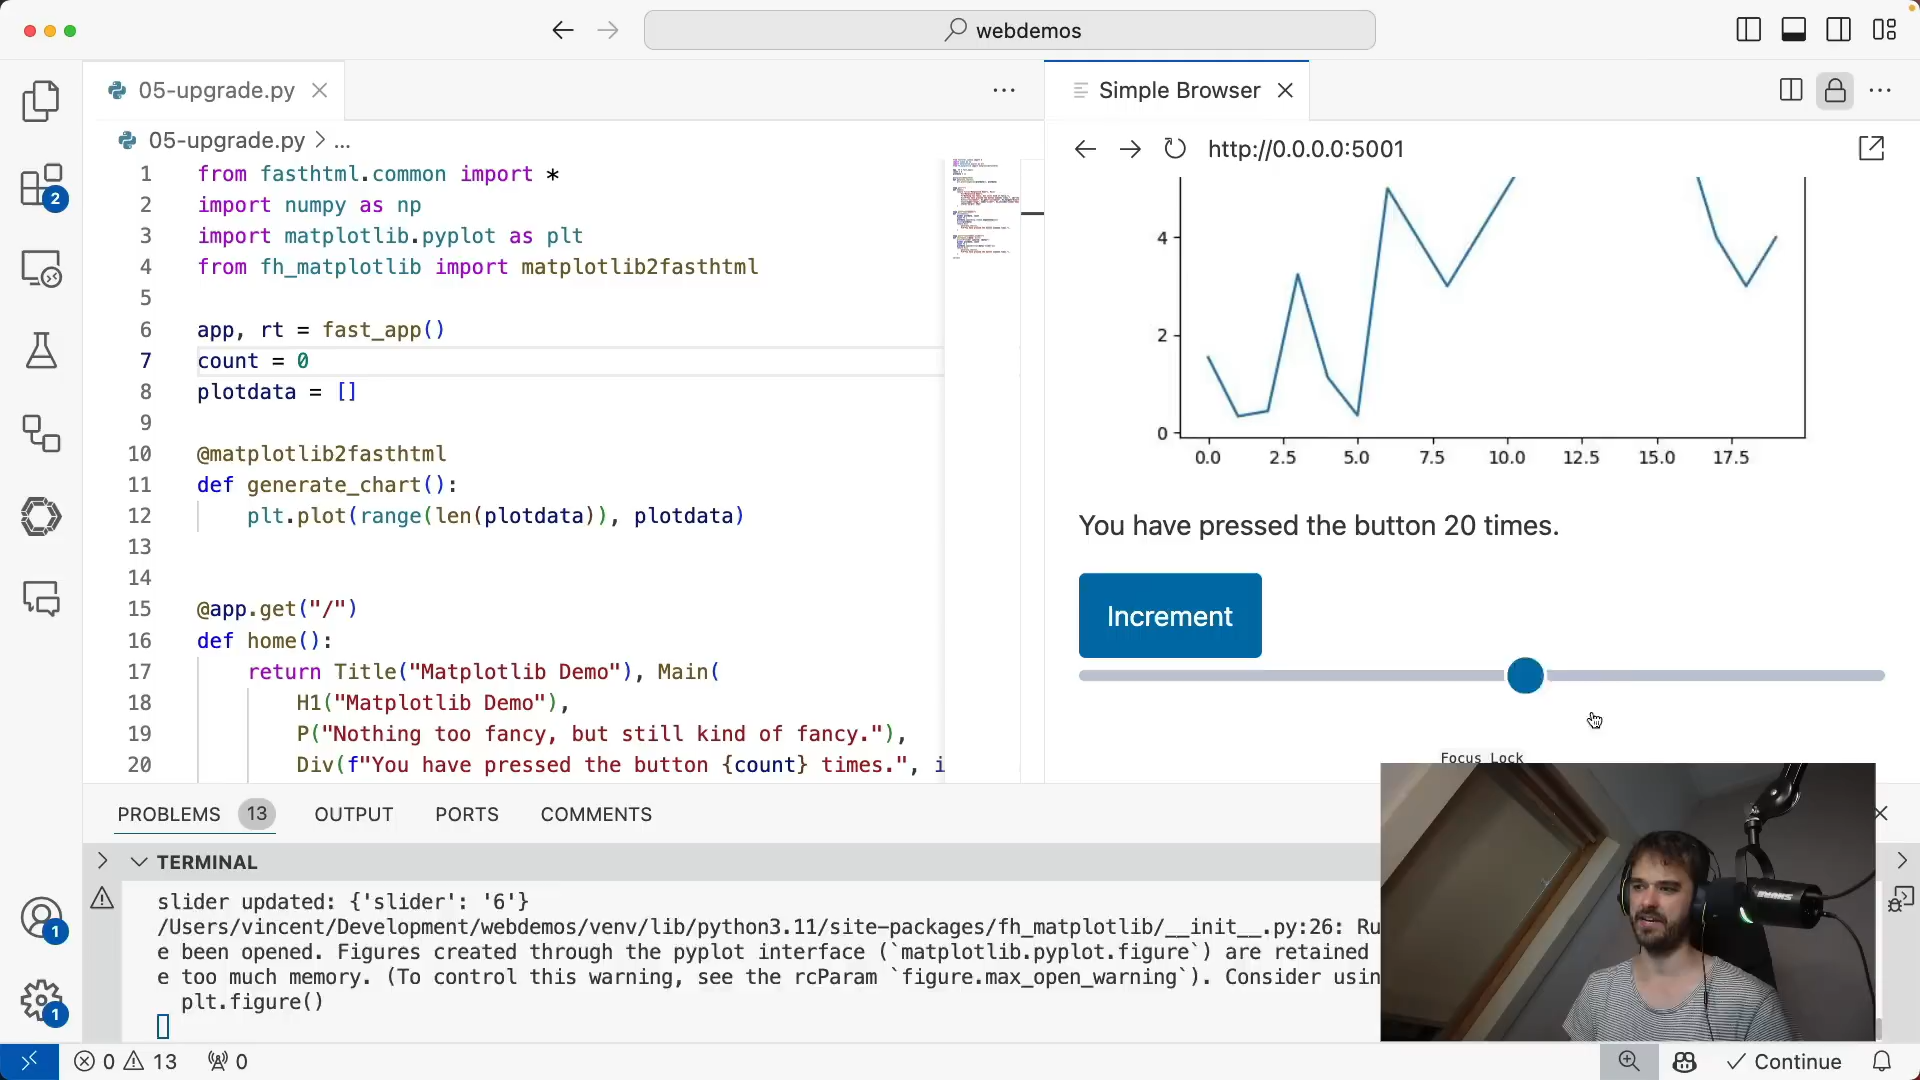 webdemos
05-upgrade.py
Simple Browser
05-upgrade.py > ...
http://0.0.0.0:5001
1 from fasthtml.common import *
2 import numpy as np
3 import matplotlib.pyplot as plt
4 from fh_matplotlib import matplotlib2fasthtml
5
6 app, rt = fast_app()
7 count = 0
8 plotdata = []
9
10 @matplotlib2fasthtml
11 def generate_chart():
12 plt.plot(range(len(plotdata)), plotdata)
13
14
15 @app.get("/")
16 def home():
17 return Title("Matplotlib Demo"), Main(
18 H1("Matplotlib Demo"),
19 P("Nothing too fancy, but still kind of fancy."),
20 Div(f"You have pressed the button {count} times.", i
4
2
0
0.0 2.5 5.0 7.5 10.0 12.5 15.0 17.5
You have pressed the button 20 times.
Increment
Focus Lock
PROBLEMS 13 OUTPUT PORTS COMMENTS
TERMINAL
slider updated: {'slider': '6'}
/Users/vincent/Development/webdemos/venv/lib/python3.11/site-packages/fh_matplotlib/__init__.py:26: Ru
e been opened. Figures created through the pyplot interface (`matplotlib.pyplot.figure`) are retained
e too much memory. (To control this warning, see the rcParam `figure.max_open_warning`). Consider usin
plt.figure()
2
1
1
0 13 0
Continue